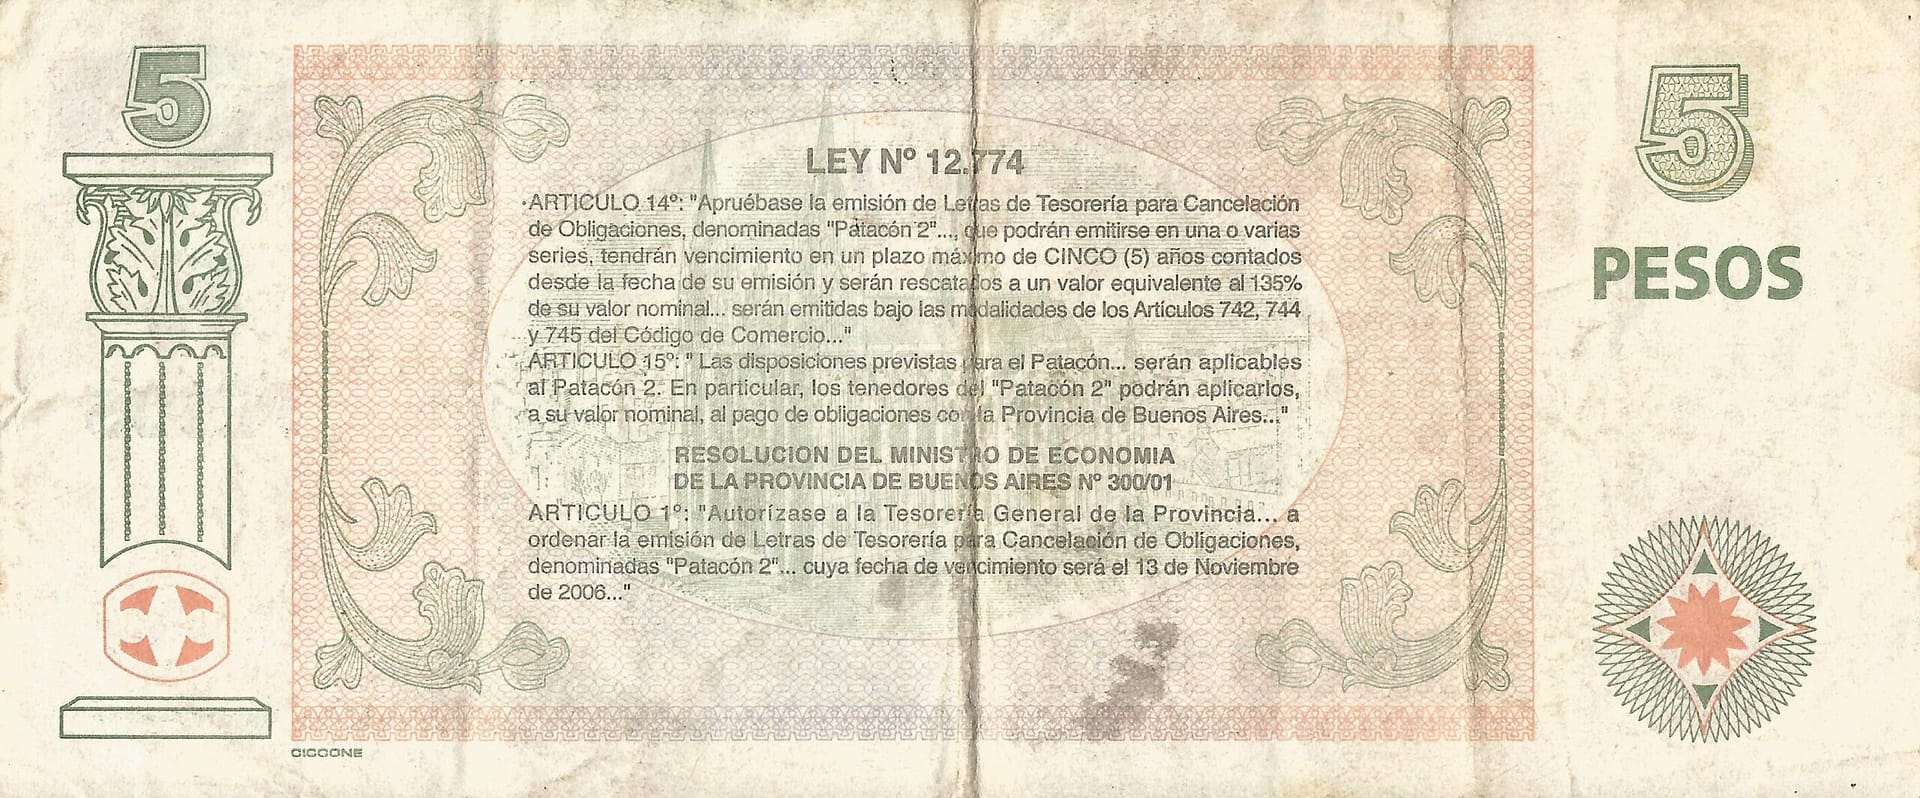 5
5
PESOS
LEY Nº 12.774
·ARTICULO 14º: "Apruébase la emisión de Letras de Tesorería para Cancelación
de Obligaciones, denominadas "Patacón 2"..., que podrán emitirse en una o varias
series, tendrán vencimiento en un plazo máximo de CINCO (5) años contados
desde la fecha de su emisión y serán rescatados a un valor equivalente al 135%
de su valor nominal... serán emitidas bajo las modalidades de los Artículos 742, 744
y 745 del Código de Comercio..."
ARTICULO 15º: " Las disposiciones previstas para el Patacón... serán aplicables
al Patacón 2. En particular, los tenedores del "Patacón 2" podrán aplicarlos,
a su valor nominal, al pago de obligaciones con la Provincia de Buenos Aires..."
RESOLUCION DEL MINISTRO DE ECONOMIA
DE LA PROVINCIA DE BUENOS AIRES Nº 300/01
ARTICULO 1º: "Autorízase a la Tesorería General de la Provincia... a
ordenar la emisión de Letras de Tesorería para Cancelación de Obligaciones,
denominadas "Patacón 2"... cuya fecha de vencimiento será el 13 de Noviembre
de 2006..."
CICCONE